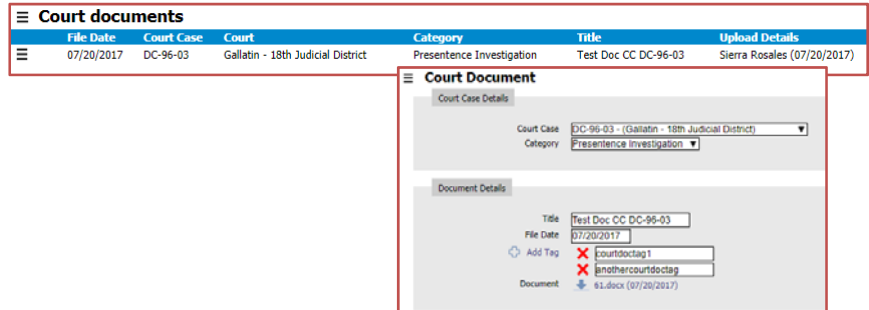 Court documents
File Date Court Case Court Category Title Upload Details
07/20/2017 DC-96-03 Gallatin - 18th Judicial District Presentence Investigation Test Doc CC DC-96-03 Sierra Rosales (07/20/2017)
Court Document
Court Case Details
Court Case DC-96-03 - (Gallatin - 18th Judicial District)
Category Presentence Investigation
Document Details
Title Test Doc CC DC-96-03
File Date 07/20/2017
Add Tag courtdoctag1
anothercourtdoctag
Document 61.docx (07/20/2017)